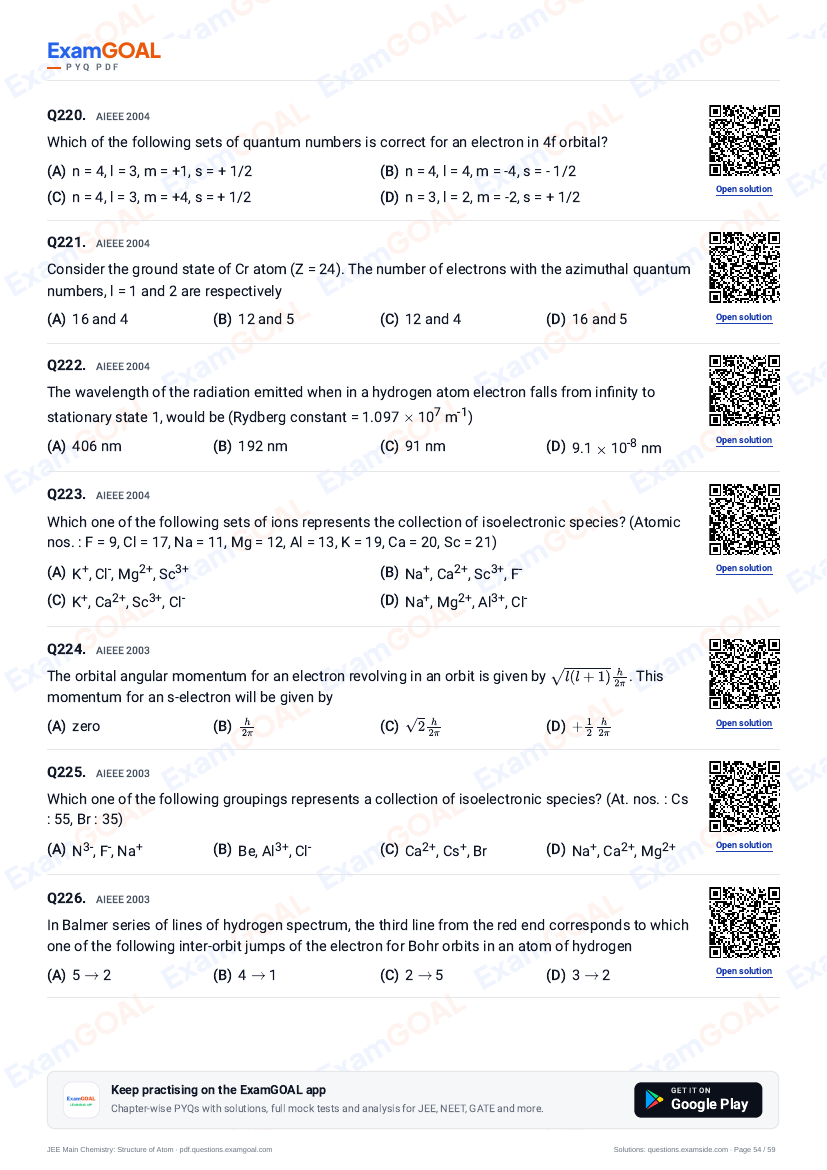 ExamGOAL
PYQ PDF
Q220. AIEEE 2004
Which of the following sets of quantum numbers is correct for an electron in 4f orbital?
(A) n = 4, l = 3, m = +1, s = + 1/2
(B) n = 4, l = 4, m = -4, s = - 1/2
(C) n = 4, l = 3, m = +4, s = + 1/2
(D) n = 3, l = 2, m = -2, s = + 1/2
Open solution
Q221. AIEEE 2004
Consider the ground state of Cr atom (Z = 24). The number of electrons with the azimuthal quantum
numbers, l = 1 and 2 are respectively
(A) 16 and 4
(B) 12 and 5
(C) 12 and 4
(D) 16 and 5
Open solution
Q222. AIEEE 2004
The wavelength of the radiation emitted when in a hydrogen atom electron falls from infinity to
stationary state 1, would be (Rydberg constant = 1.097 × 10⁷ m⁻¹)
(A) 406 nm
(B) 192 nm
(C) 91 nm
(D) 9.1 × 10⁻⁸ nm
Open solution
Q223. AIEEE 2004
Which one of the following sets of ions represents the collection of isoelectronic species? (Atomic
nos. : F = 9, Cl = 17, Na = 11, Mg = 12, Al = 13, K = 19, Ca = 20, Sc = 21)
(A) K⁺, Cl⁻, Mg²⁺, Sc³⁺
(B) Na⁺, Ca²⁺, Sc³⁺, F⁻
(C) K⁺, Ca²⁺, Sc³⁺, Cl⁻
(D) Na⁺, Mg²⁺, Al³⁺, Cl⁻
Open solution
Q224. AIEEE 2003
The orbital angular momentum for an electron revolving in an orbit is given by √(l(l + 1)) h/2π. This
momentum for an s-electron will be given by
(A) zero
(B) h/2π
(C) √2 h/2π
(D) + 1/2 h/2π
Open solution
Q225. AIEEE 2003
Which one of the following groupings represents a collection of isoelectronic species? (At. nos. : Cs
: 55, Br : 35)
(A) N³⁻, F⁻, Na⁺
(B) Be, Al³⁺, Cl⁻
(C) Ca²⁺, Cs⁺, Br
(D) Na⁺, Ca²⁺, Mg²⁺
Open solution
Q226. AIEEE 2003
In Balmer series of lines of hydrogen spectrum, the third line from the red end corresponds to which
one of the following inter-orbit jumps of the electron for Bohr orbits in an atom of hydrogen
(A) 5 → 2
(B) 4 → 1
(C) 2 → 5
(D) 3 → 2
Open solution
ExamGOAL
Keep practising on the ExamGOAL app
Chapter-wise PYQs with solutions, full mock tests and analysis for JEE, NEET, GATE and more.
GET IT ON
Google Play
JEE Main Chemistry: Structure of Atom · pdf.questions.examgoal.com
Solutions: questions.examside.com · Page 54 / 59